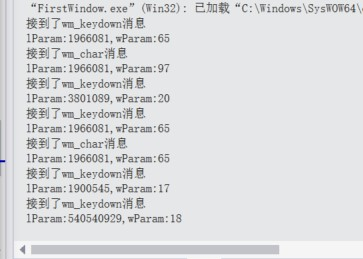 “FirstWindow.exe”(Win32): 已加载“C:\Windows\SysWOW64\
接到了wm_keydown消息
lParam:1966081,wParam:65
接到了wm_char消息
lParam:1966081,wParam:97
接到了wm_keydown消息
lParam:3801089,wParam:20
接到了wm_keydown消息
lParam:1966081,wParam:65
接到了wm_char消息
lParam:1966081,wParam:65
接到了wm_keydown消息
lParam:1900545,wParam:17
接到了wm_keydown消息
lParam:540540929,wParam:18